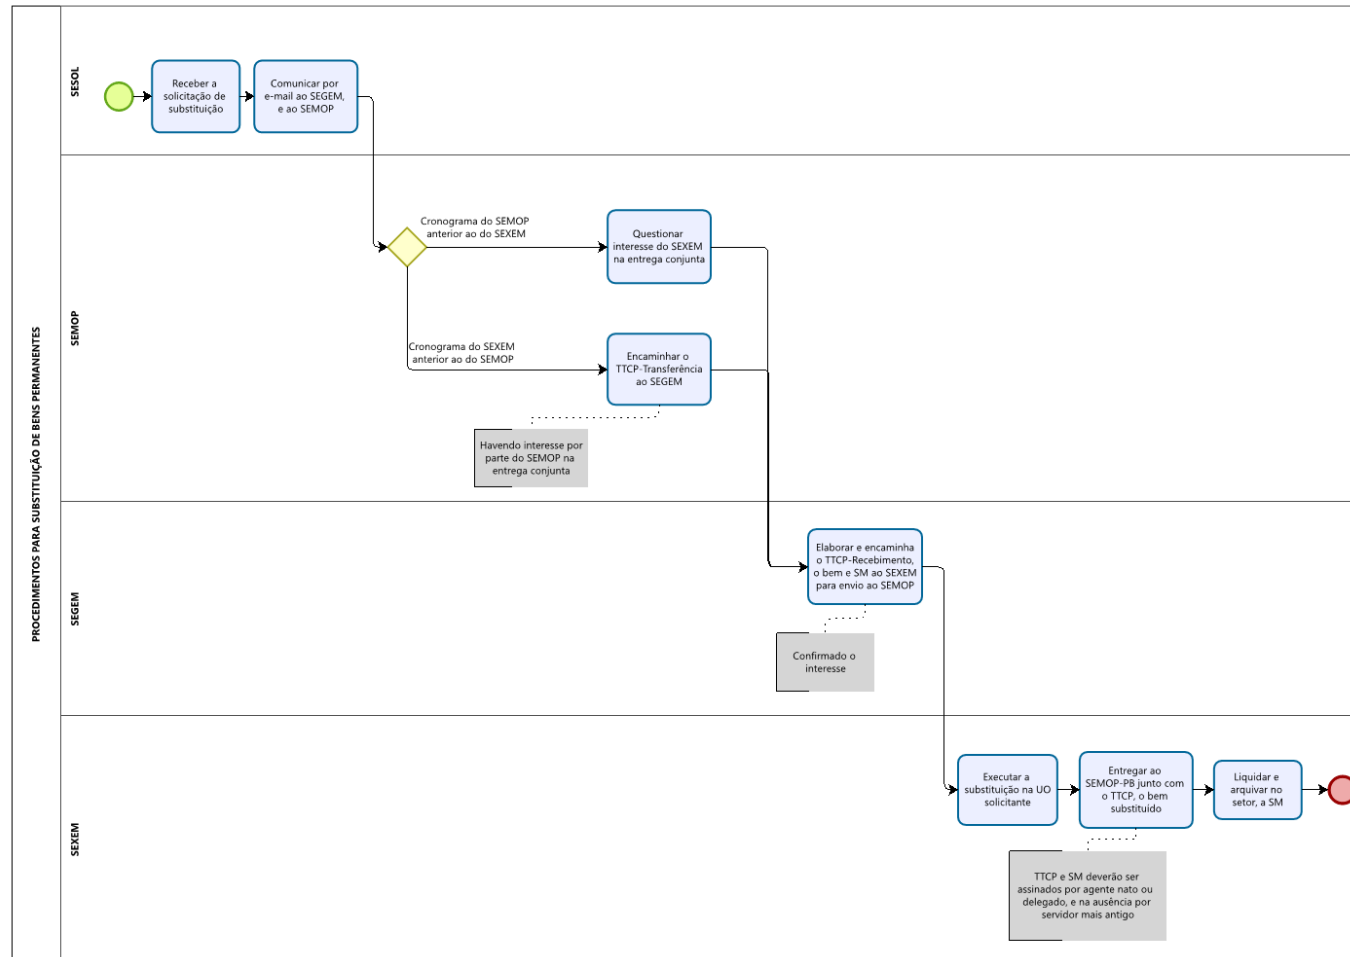 PROCEDIMENTOS PARA SUBSTITUIÇÃO DE BENS PERMANENTES
SESOL
Receber a
solicitação de
substituição
Comunicar por
e-mail ao SEGEM,
e ao SEMOP
SEMOP
Cronograma do SEMOP
anterior ao do SEXEM
Questionar
interesse do SEXEM
na entrega conjunta
Cronograma do SEXEM
anterior ao do SEMOP
Encaminhar o
TTCP-Transferência
ao SEGEM
Havendo interesse por
parte do SEMOP na
entrega conjunta
SEGEM
Elaborar e encaminha
o TTCP-Recebimento,
o bem e SM ao SEXEM
para envio ao SEMOP
Confirmado o
interesse
SEXEM
Executar a
substituição na UO
solicitante
Entregar ao
SEMOP-PB junto com
o TTCP, o bem
substituído
Liquidar e
arquivar no
setor, a SM
TTCP e SM deverão ser
assinados por agente nato ou
delegado, e na ausência por
servidor mais antigo